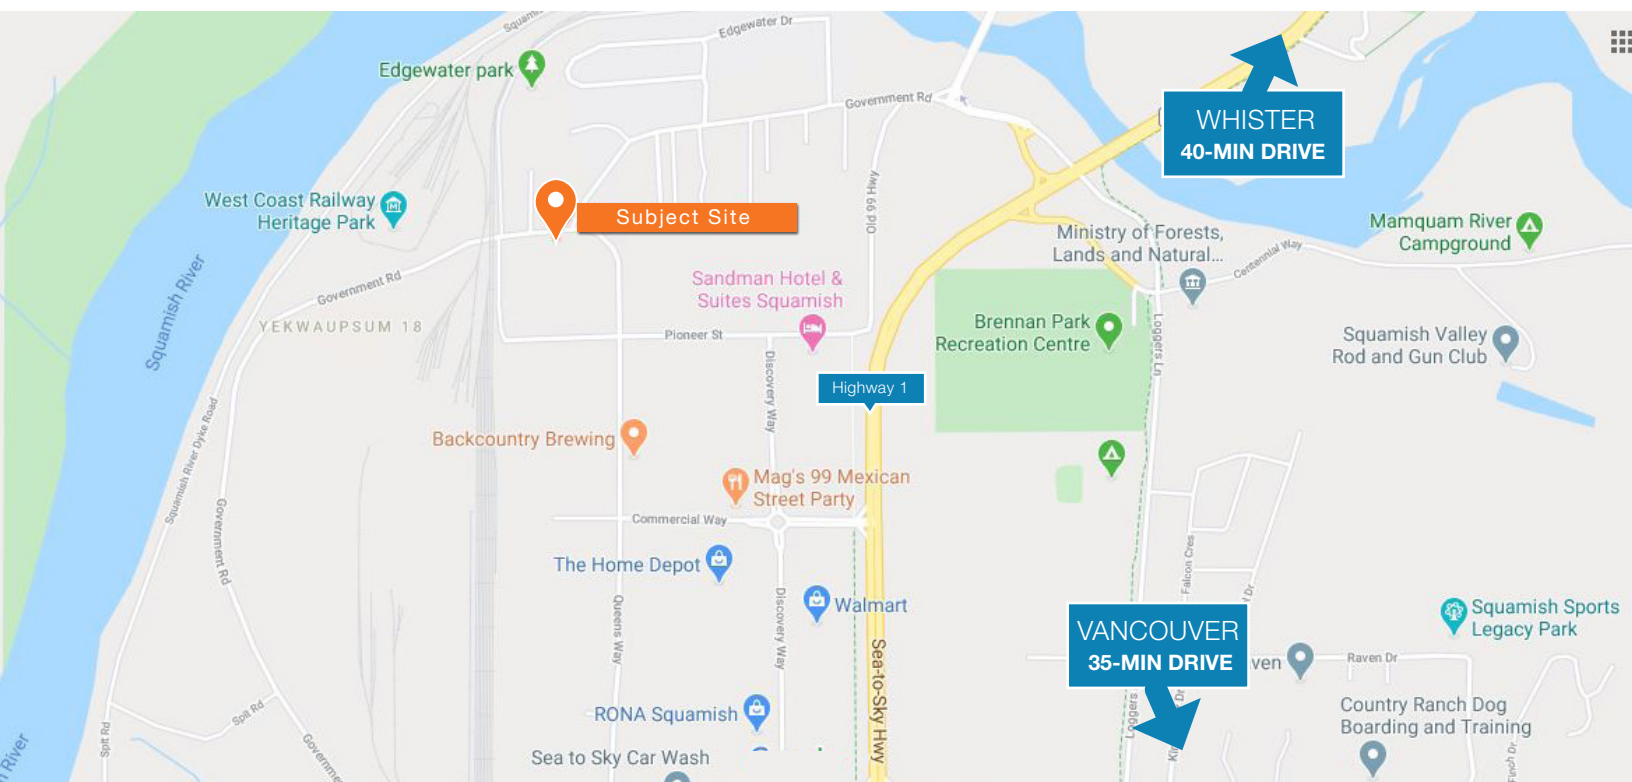 Squam
Edgewater Dr
Edgewater park
Government Rd
WHISTER
40-MIN DRIVE
West Coast Railway
Heritage Park
Subject Site
Old 99 Hwy
Ministry of Forests,
Lands and Natural...
Mamquam River
Campground
Centennial Way
Squamish River
Government Rd
Sandman Hotel &
Suites Squamish
YEKWAUPSUM 18
Pioneer St
Brennan Park
Recreation Centre
Loggers Ln
Squamish Valley
Rod and Gun Club
Discovery Way
Highway 1
Squamish River Dyke Road
Backcountry Brewing
Mag's 99 Mexican
Street Party
Government Rd
Commercial Way
The Home Depot
Falcon Cres
Walmart
Queens Way
Discovery Way
Squamish Sports
Legacy Park
VANCOUVER
35-MIN DRIVE
ven
Raven Dr
Sea-to-Sky Hwy
Spit Rd
Spit Rd
RONA Squamish
Loggers
Country Ranch Dog
Boarding and Training
Government
Sea to Sky Car Wash
River
Finch Dr